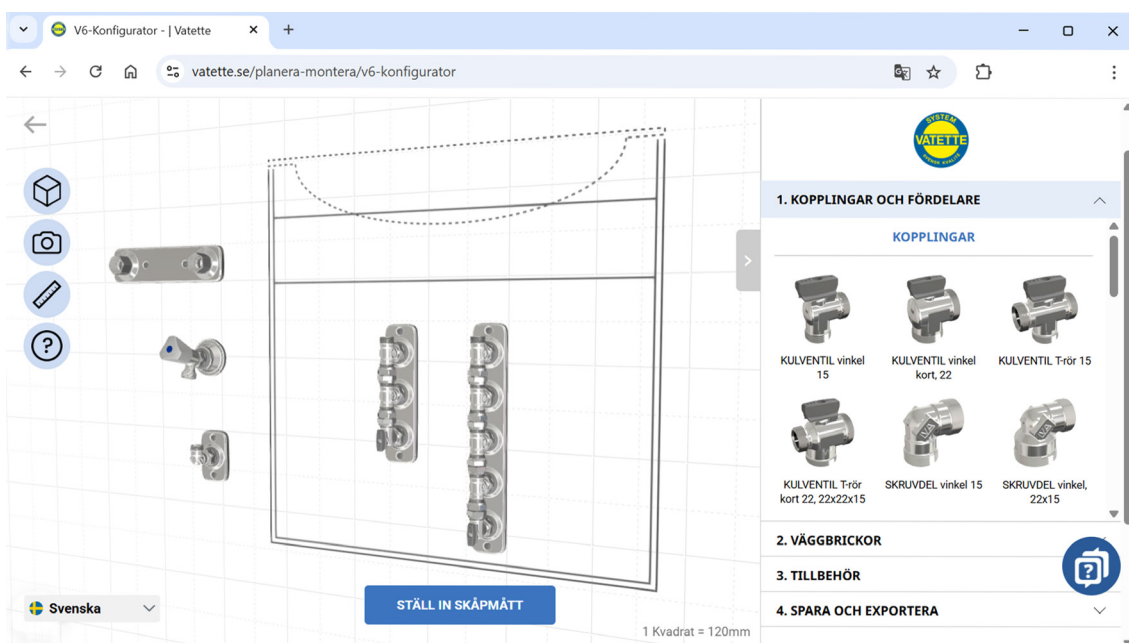 V6-Konfigurator - | Vatette
vatette.se/planera-montera/v6-konfigurator
SYSTEM
VATETTE
SVENSK KVALITÉ
1. KOPPLINGAR OCH FÖRDELARE
KOPPLINGAR
KULVENTIL vinkel
15
KULVENTIL vinkel
kort, 22
KULVENTIL T-rör 15
KULVENTIL T-rör
kort 22, 22x22x15
SKRUVDEL vinkel 15
SKRUVDEL vinkel,
22x15
2. VÄGGBRICKOR
3. TILLBEHÖR
4. SPARA OCH EXPORTERA
Svenska
STÄLL IN SKÅPMÅTT
1 Kvadrat = 120mm